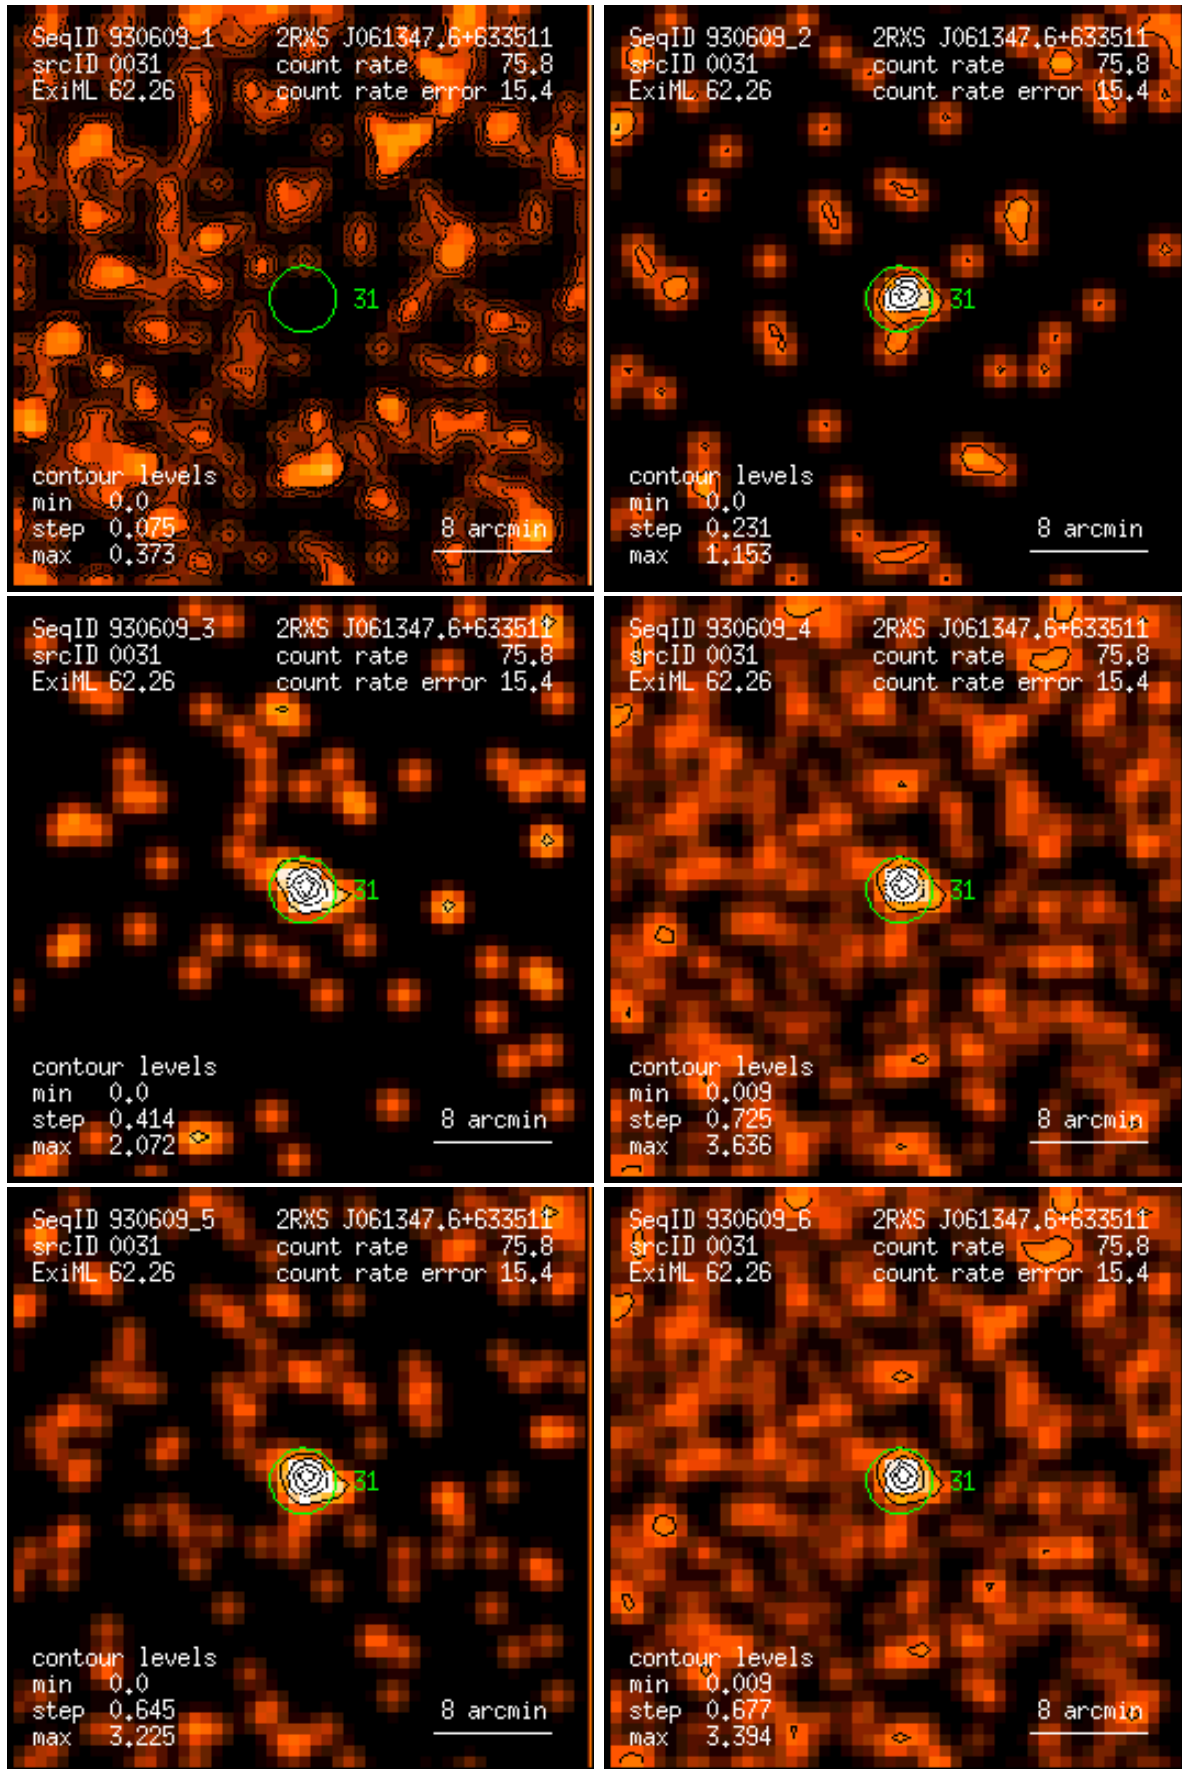 SeqID 930609_1 2RXS J061347.6+633511
srcID 0031 count rate 75.8
ExiML 62.26 count rate error 15.4
31
contour levels
min 0.0
step 0.075 8 arcmin
max 0.373
SeqID 930609_2 2RXS J061347.6+633511
srcID 0031 count rate 75.8
ExiML 62.26 count rate error 15.4
31
contour levels
min 0.0
step 0.231 8 arcmin
max 1.153
SeqID 930609_3 2RXS J061347.6+633511
srcID 0031 count rate 75.8
ExiML 62.26 count rate error 15.4
31
contour levels
min 0.0
step 0.414 8 arcmin
max 2.072
SeqID 930609_4 2RXS J061347.6+633511
srcID 0031 count rate 75.8
ExiML 62.26 count rate error 15.4
31
contour levels
min 0.009
step 0.725 8 arcmin
max 3.636
SeqID 930609_5 2RXS J061347.6+633511
srcID 0031 count rate 75.8
ExiML 62.26 count rate error 15.4
31
contour levels
min 0.0
step 0.645 8 arcmin
max 3.225
SeqID 930609_6 2RXS J061347.6+633511
srcID 0031 count rate 75.8
ExiML 62.26 count rate error 15.4
31
contour levels
min 0.009
step 0.677 8 arcmin
max 3.394